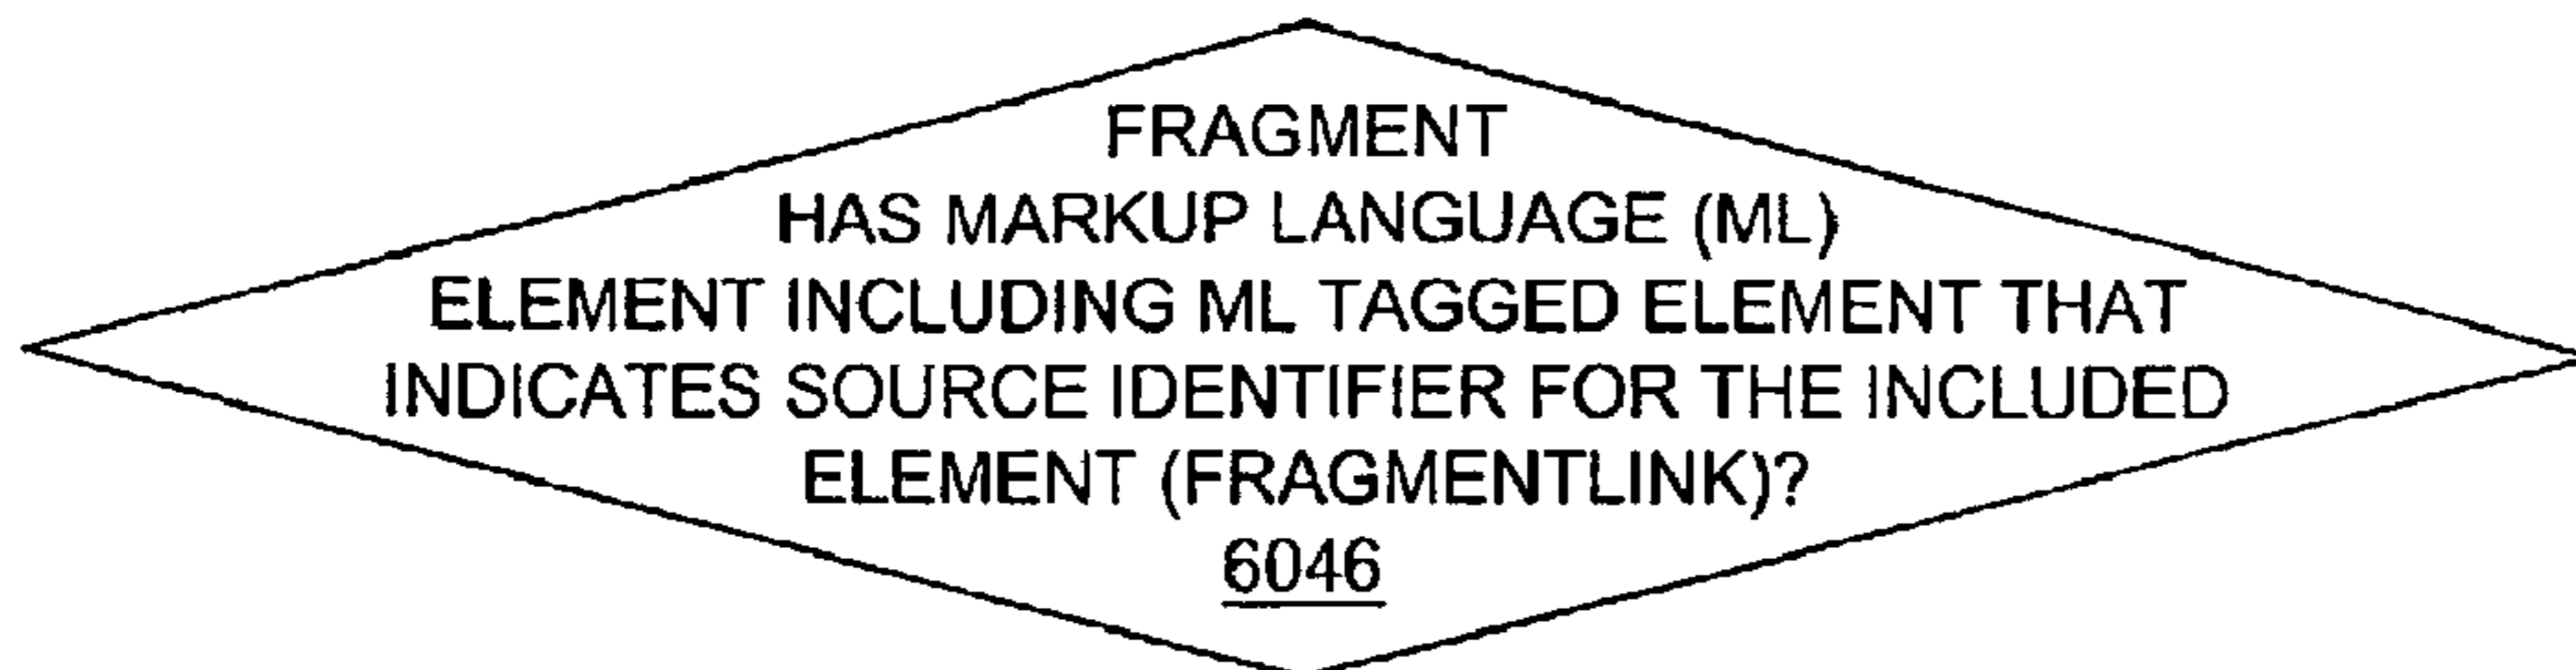 FRAGMENT
HAS MARKUP LANGUAGE (ML)
ELEMENT INCLUDING ML TAGGED ELEMENT THAT
INDICATES SOURCE IDENTIFIER FOR THE INCLUDED
ELEMENT (FRAGMENTLINK)?
6046